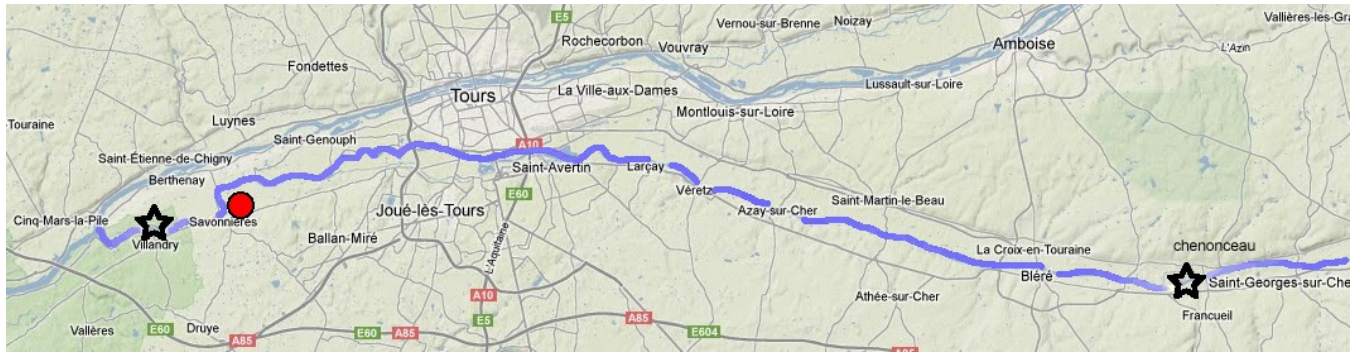 E5
Vernou-sur-Brenne
Noizay
Vallières-les-Gra
Rochecorbon
Vouvray
Amboise
L'Azin
Fondettes
Lussault-sur-Loire
La Ville-aux-Dames
Tours
Montlouis-sur-Loire
-Touraine
Luynes
Saint-Genouph
A10
Saint-Étienne-de-Chigny
Saint-Avertin
Larçay
Berthenay
E60
Véretz
Saint-Martin-le-Beau
Azay-sur-Cher
Joué-lès-Tours
Cinq-Mars-la-Pile
Savonnières
Villandry
Ballan-Miré
L'Aquitaine
La Croix-en-Touraine
chenonceau
Bléré
Saint-Georges-sur-Che
A10
Athée-sur-Cher
Francueil
E5
A85
Vallères
E60
Druye
A85
E60
A85
E604
A85